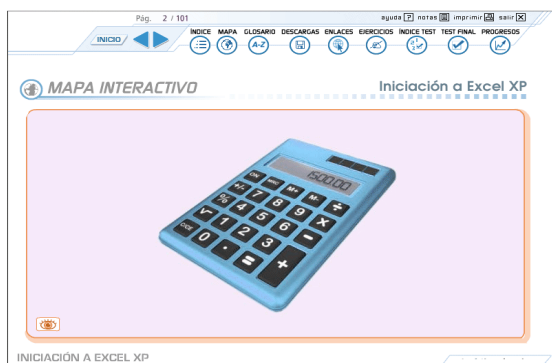 Pág. 2 / 101
ayuda ? notas imprimir salir
INICIO
ÍNDICE MAPA GLOSARIO DESCARGAS ENLACES EJERCICIOS ÍNDICE TEST TEST FINAL PROGRESOS
A-Z
MAPA INTERACTIVO
Iniciación a Excel XP
150000
ON MRC M+ M- ÷
+/- 7 8 9 X
% 4 5 6 -
√ 1 2 3 +
CK/CE 0 . =
INICIACIÓN A EXCEL XP